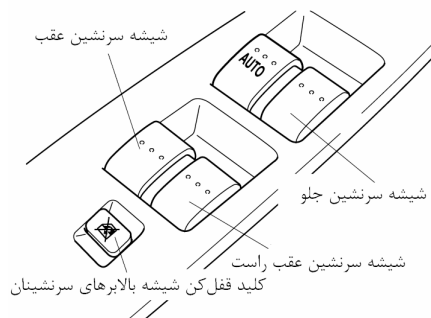 شیشه سرنشین عقب
AUTO
شیشه سرنشین جلو
شیشه سرنشین عقب راست
کلید قفل‌کن شیشه بالابرهای سرنشینان